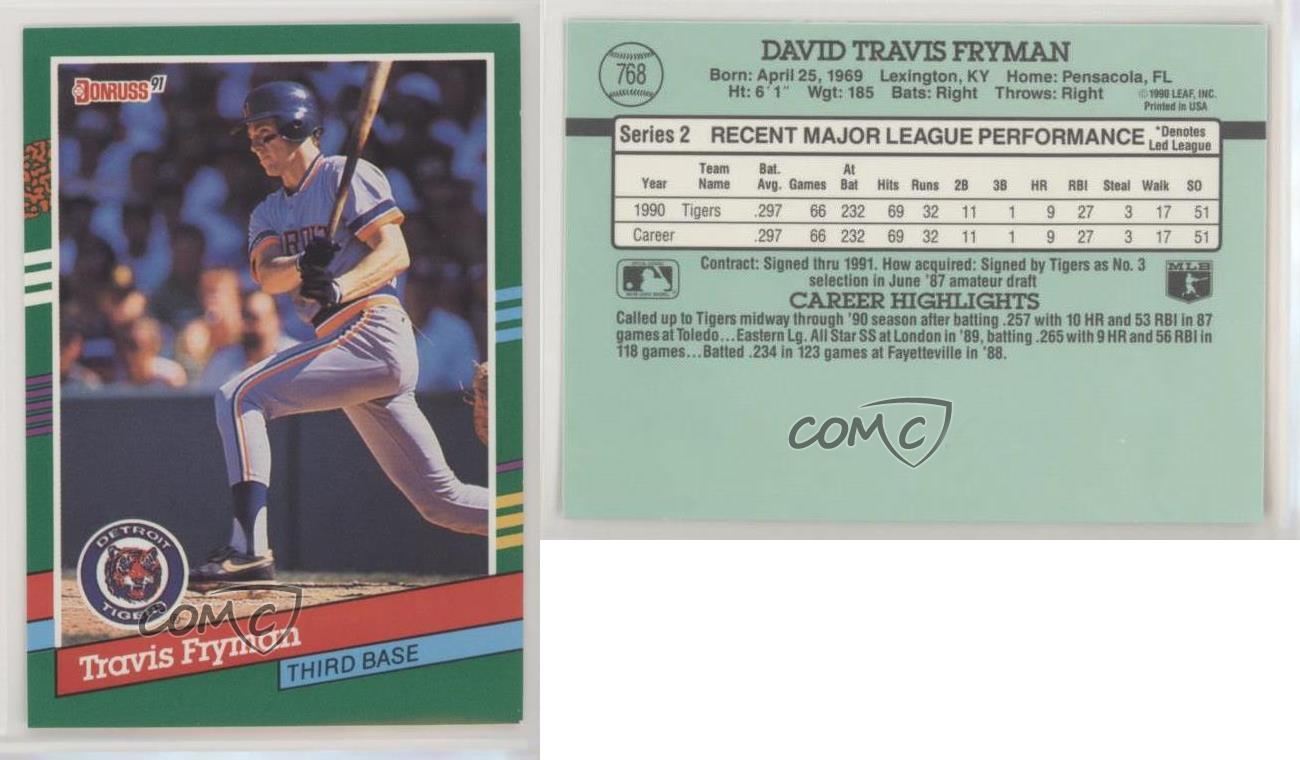 DONRUSS '91
DETROIT
DETROIT
TIGERS
COMC
Travis Fryman
THIRD BASE
768
DAVID TRAVIS FRYMAN
Born: April 25, 1969 Lexington, KY Home: Pensacola, FL
Ht: 6'1" Wgt: 185 Bats: Right Throws: Right
©1990 LEAF, INC.
Printed in USA
Series 2 RECENT MAJOR LEAGUE PERFORMANCE *Denotes Led League
Year Team Name Bat. Avg. Games At Bat Hits Runs 2B 3B HR RBI Steal Walk SO
1990 Tigers .297 66 232 69 32 11 1 9 27 3 17 51
Career .297 66 232 69 32 11 1 9 27 3 17 51
Contract: Signed thru 1991. How acquired: Signed by Tigers as No. 3
selection in June '87 amateur draft
MLB
CAREER HIGHLIGHTS
Called up to Tigers midway through '90 season after batting .257 with 10 HR and 53 RBI in 87
games at Toledo...Eastern Lg. All Star SS at London in '89, batting .265 with 9 HR and 56 RBI in
118 games...Batted .234 in 123 games at Fayetteville in '88.
COMC